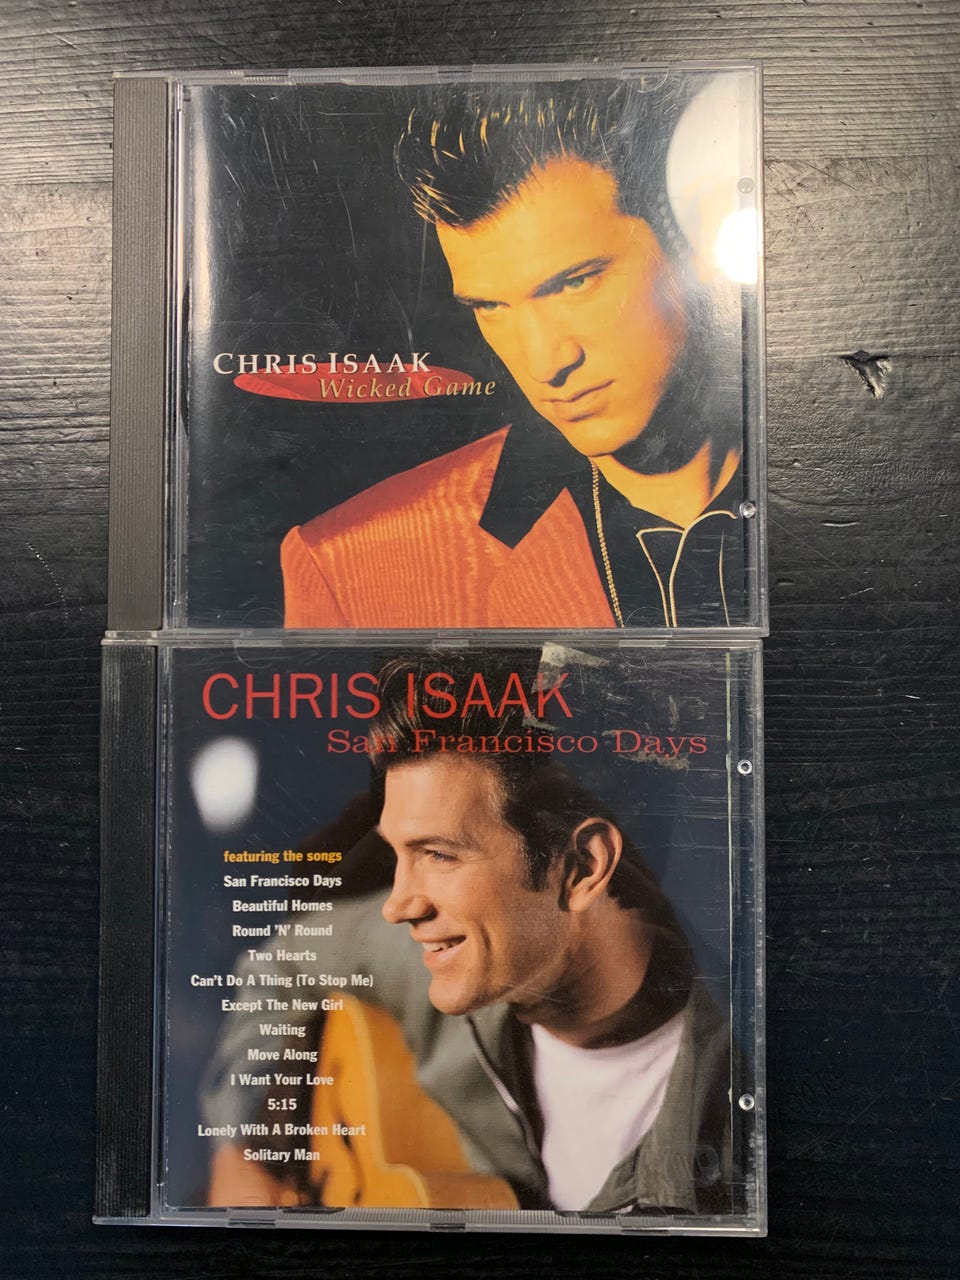 CHRIS ISAAK
Wicked Game
CHRIS ISAAK
San Francisco Days
featuring the songs
San Francisco Days
Beautiful Homes
Round 'N' Round
Two Hearts
Can't Do A Thing (To Stop Me)
Except The New Girl
Waiting
Move Along
I Want Your Love
5:15
Lonely With A Broken Heart
Solitary Man